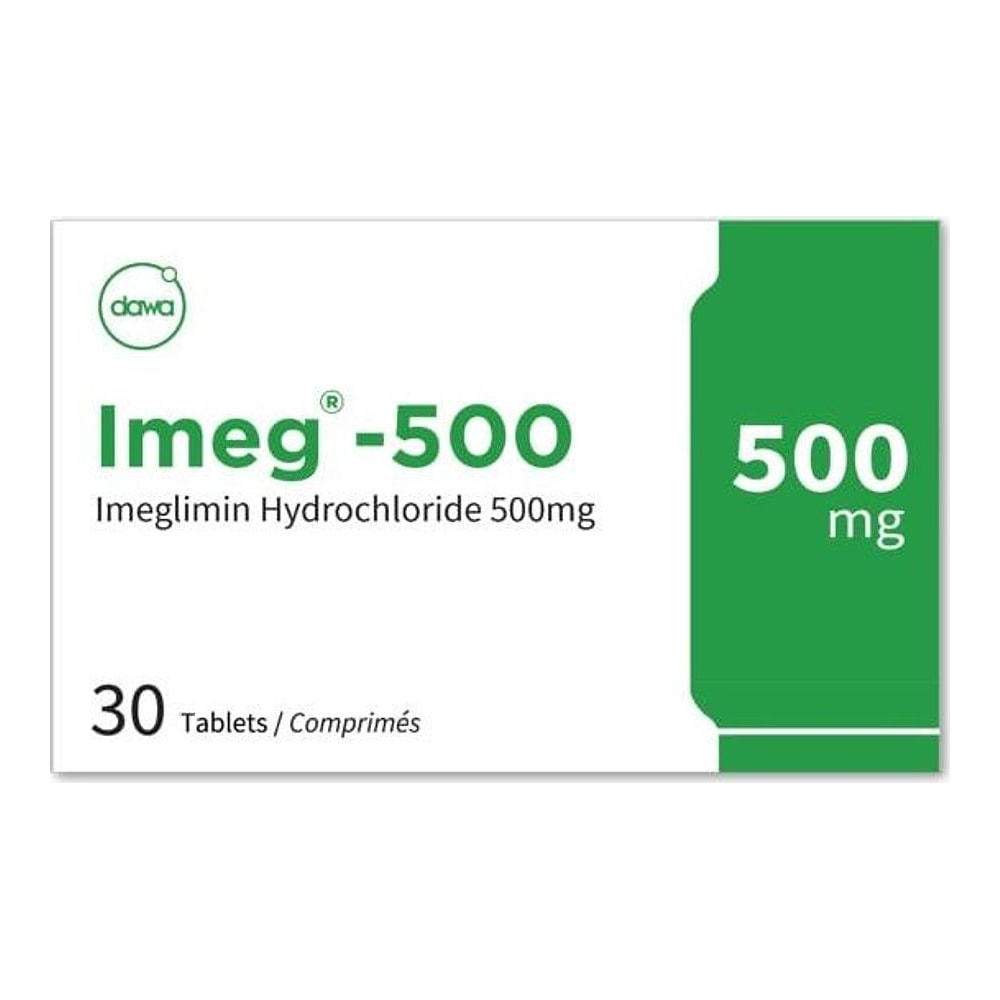 dawa
Imeg® -500
Imeglimin Hydrochloride 500mg
500
mg
30 Tablets / Comprimés